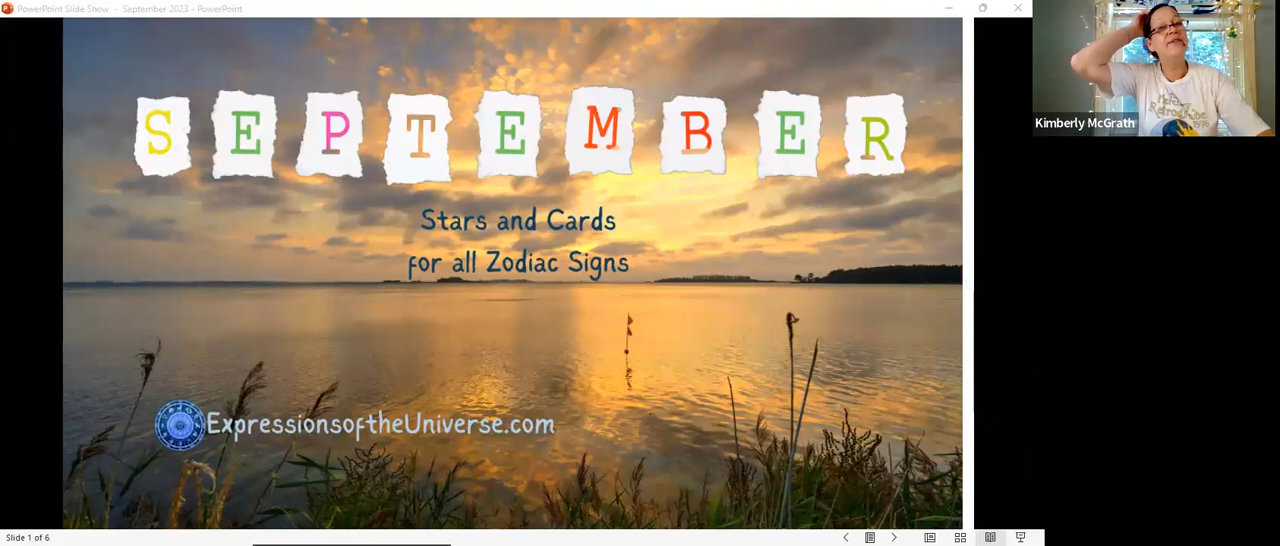 PowerPoint Slide Show - September 2023 - PowerPoint
SEPTEMBER
Stars and Cards
for all Zodiac Signs
ExpressionsoftheUniverse.com
Kimberly McGrath
1976
Slide 1 of 6